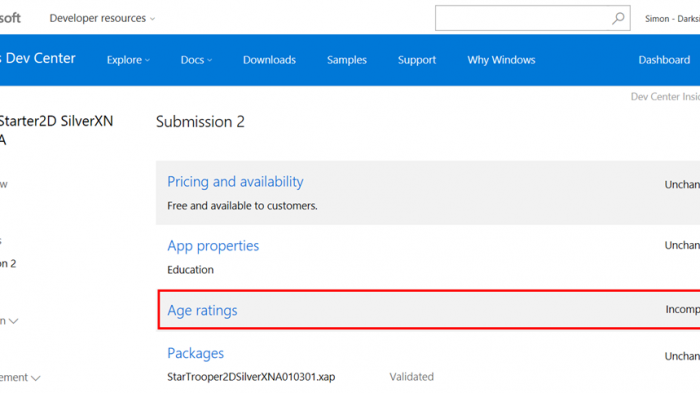 soft Developer resources Simon - Darks
s Dev Center Explore Docs Downloads Samples Support Why Windows Dashboard
Dev Center Insi
Starter2D SilverXN
A
Submission 2
Pricing and availability Unchan
Free and available to customers.
w
App properties Unchan
s
Education
on 2
Age ratings Incomp
n
Packages Unchan
StarTrooper2DSilverXNA010301.xap Validated
ement